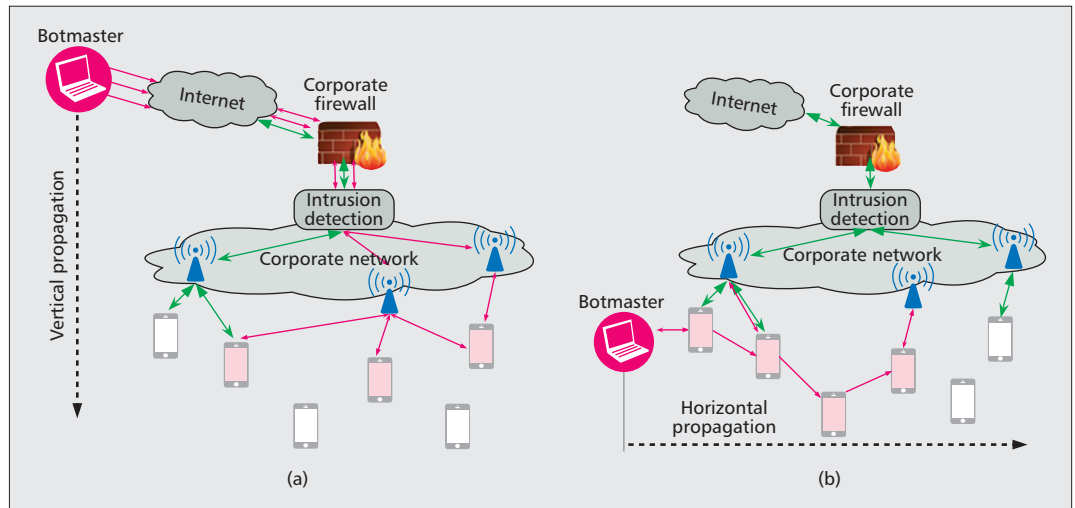 Botmaster
Internet
Corporate
firewall
Intrusion
detection
Corporate network
Vertical propagation
(a)
Internet
Corporate
firewall
Intrusion
detection
Corporate network
Botmaster
Horizontal
propagation
(b)